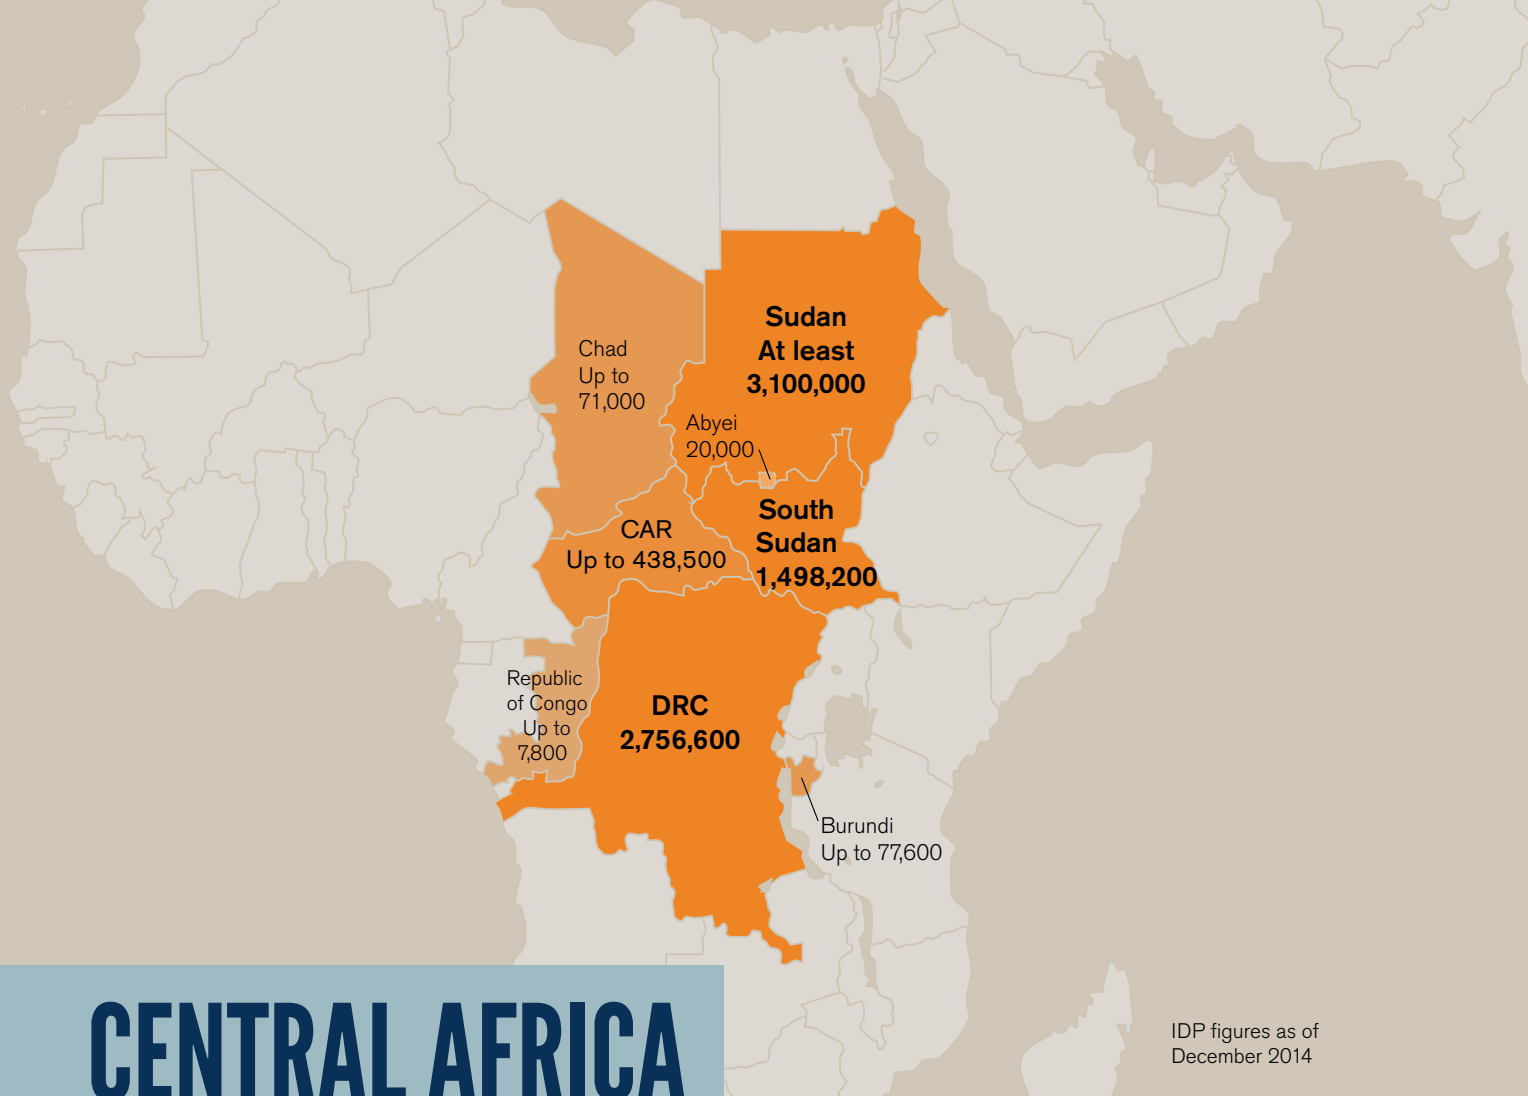 Sudan
At least
3,100,000
Chad
Up to
71,000
Abyei
20,000
South
Sudan
1,498,200
CAR
Up to 438,500
Republic
of Congo
Up to
7,800
DRC
2,756,600
Burundi
Up to 77,600
CENTRAL AFRICA
IDP figures as of
December 2014